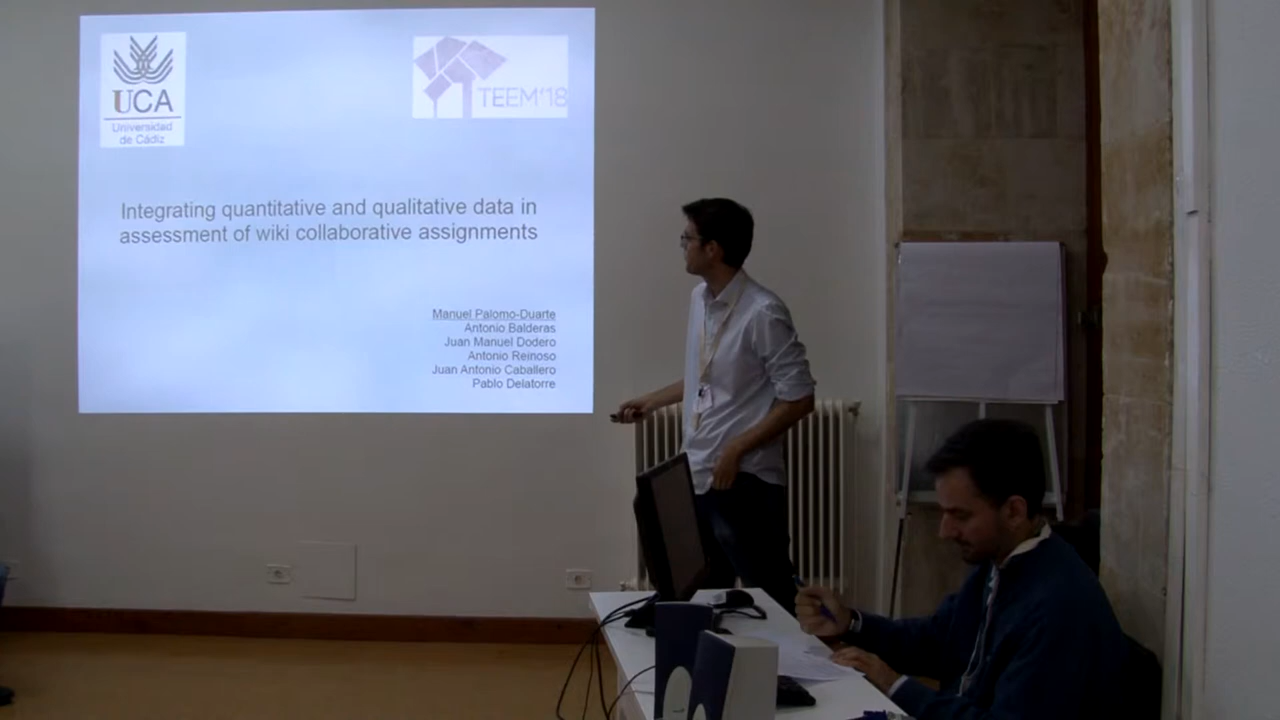 UCA
Universidad
de Cádiz
TEEM'18
Integrating quantitative and qualitative data in
assessment of wiki collaborative assignments
Manuel Palomo-Duarte
Antonio Balderas
Juan Manuel Dodero
Antonio Reinoso
Juan Antonio Caballero
Pablo Delatorre